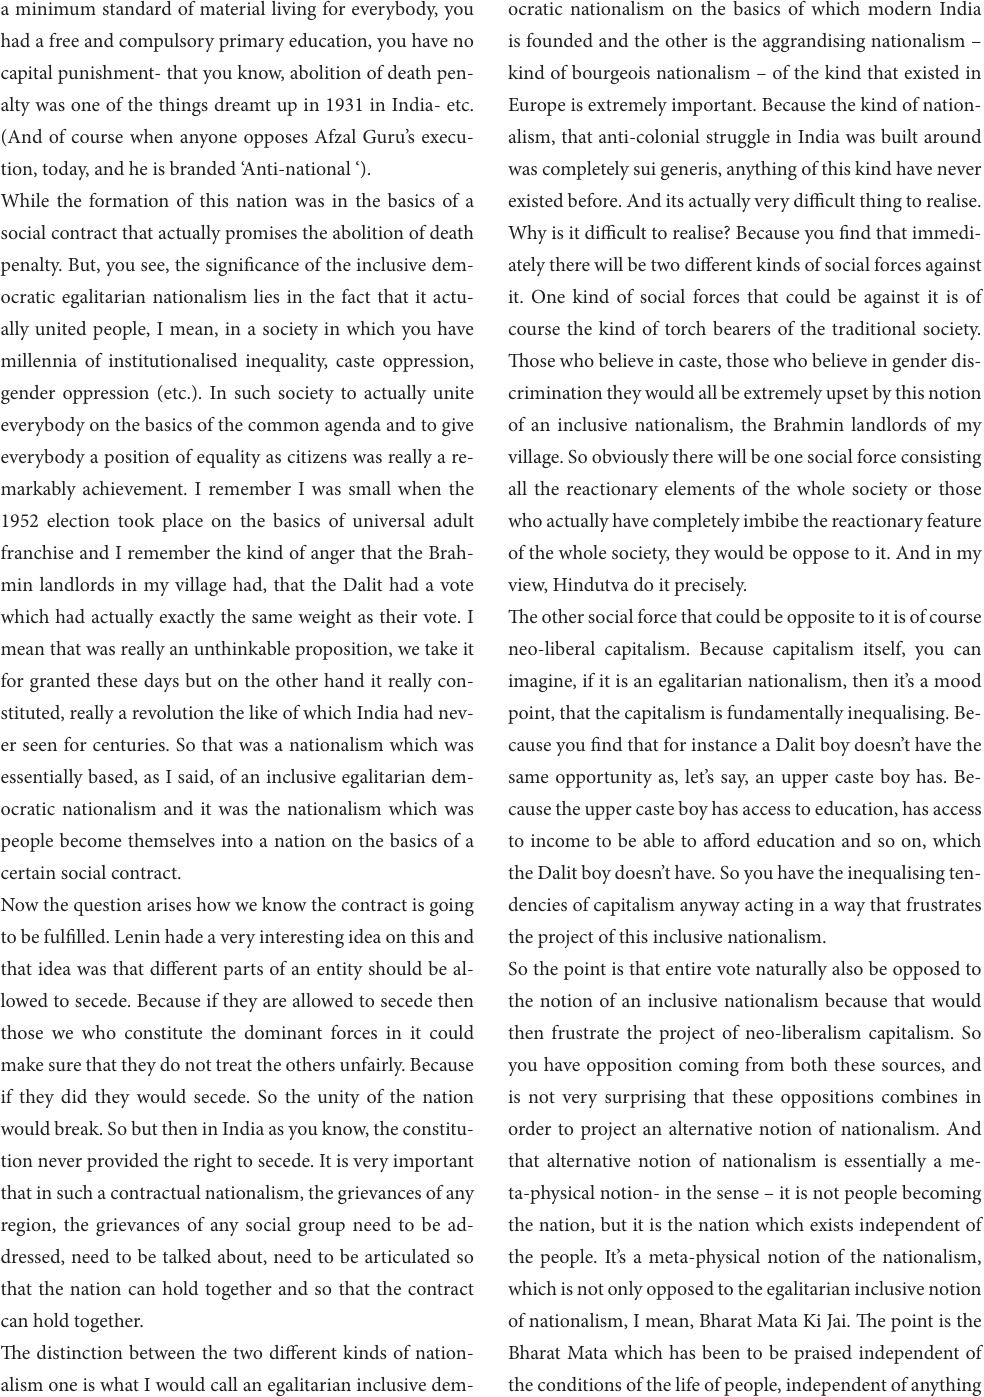 a minimum standard of material living for everybody, you
had a free and compulsory primary education, you have no
capital punishment- that you know, abolition of death pen-
alty was one of the things dreamt up in 1931 in India- etc.
(And of course when anyone opposes Afzal Guru’s execu-
tion, today, and he is branded ‘Anti-national ‘).
While the formation of this nation was in the basics of a
social contract that actually promises the abolition of death
penalty. But, you see, the significance of the inclusive dem-
ocratic egalitarian nationalism lies in the fact that it actu-
ally united people, I mean, in a society in which you have
millennia of institutionalised inequality, caste oppression,
gender oppression (etc.). In such society to actually unite
everybody on the basics of the common agenda and to give
everybody a position of equality as citizens was really a re-
markably achievement. I remember I was small when the
1952 election took place on the basics of universal adult
franchise and I remember the kind of anger that the Brah-
min landlords in my village had, that the Dalit had a vote
which had actually exactly the same weight as their vote. I
mean that was really an unthinkable proposition, we take it
for granted these days but on the other hand it really con-
stituted, really a revolution the like of which India had nev-
er seen for centuries. So that was a nationalism which was
essentially based, as I said, of an inclusive egalitarian dem-
ocratic nationalism and it was the nationalism which was
people become themselves into a nation on the basics of a
certain social contract.
Now the question arises how we know the contract is going
to be fulfilled. Lenin hade a very interesting idea on this and
that idea was that different parts of an entity should be al-
lowed to secede. Because if they are allowed to secede then
those we who constitute the dominant forces in it could
make sure that they do not treat the others unfairly. Because
if they did they would secede. So the unity of the nation
would break. So but then in India as you know, the constitu-
tion never provided the right to secede. It is very important
that in such a contractual nationalism, the grievances of any
region, the grievances of any social group need to be ad-
dressed, need to be talked about, need to be articulated so
that the nation can hold together and so that the contract
can hold together.
The distinction between the two different kinds of nation-
alism one is what I would call an egalitarian inclusive dem-
ocratic nationalism on the basics of which modern India
is founded and the other is the aggrandising nationalism –
kind of bourgeois nationalism – of the kind that existed in
Europe is extremely important. Because the kind of nation-
alism, that anti-colonial struggle in India was built around
was completely sui generis, anything of this kind have never
existed before. And its actually very difficult thing to realise.
Why is it difficult to realise? Because you find that immedi-
ately there will be two different kinds of social forces against
it. One kind of social forces that could be against it is of
course the kind of torch bearers of the traditional society.
Those who believe in caste, those who believe in gender dis-
crimination they would all be extremely upset by this notion
of an inclusive nationalism, the Brahmin landlords of my
village. So obviously there will be one social force consisting
all the reactionary elements of the whole society or those
who actually have completely imbibe the reactionary feature
of the whole society, they would be oppose to it. And in my
view, Hindutva do it precisely.
The other social force that could be opposite to it is of course
neo-liberal capitalism. Because capitalism itself, you can
imagine, if it is an egalitarian nationalism, then it’s a mood
point, that the capitalism is fundamentally inequalising. Be-
cause you find that for instance a Dalit boy doesn’t have the
same opportunity as, let’s say, an upper caste boy has. Be-
cause the upper caste boy has access to education, has access
to income to be able to afford education and so on, which
the Dalit boy doesn’t have. So you have the inequalising ten-
dencies of capitalism anyway acting in a way that frustrates
the project of this inclusive nationalism.
So the point is that entire vote naturally also be opposed to
the notion of an inclusive nationalism because that would
then frustrate the project of neo-liberalism capitalism. So
you have opposition coming from both these sources, and
is not very surprising that these oppositions combines in
order to project an alternative notion of nationalism. And
that alternative notion of nationalism is essentially a me-
ta-physical notion- in the sense – it is not people becoming
the nation, but it is the nation which exists independent of
the people. It’s a meta-physical notion of the nationalism,
which is not only opposed to the egalitarian inclusive notion
of nationalism, I mean, Bharat Mata Ki Jai. The point is the
Bharat Mata which has been to be praised independent of
the conditions of the life of people, independent of anything